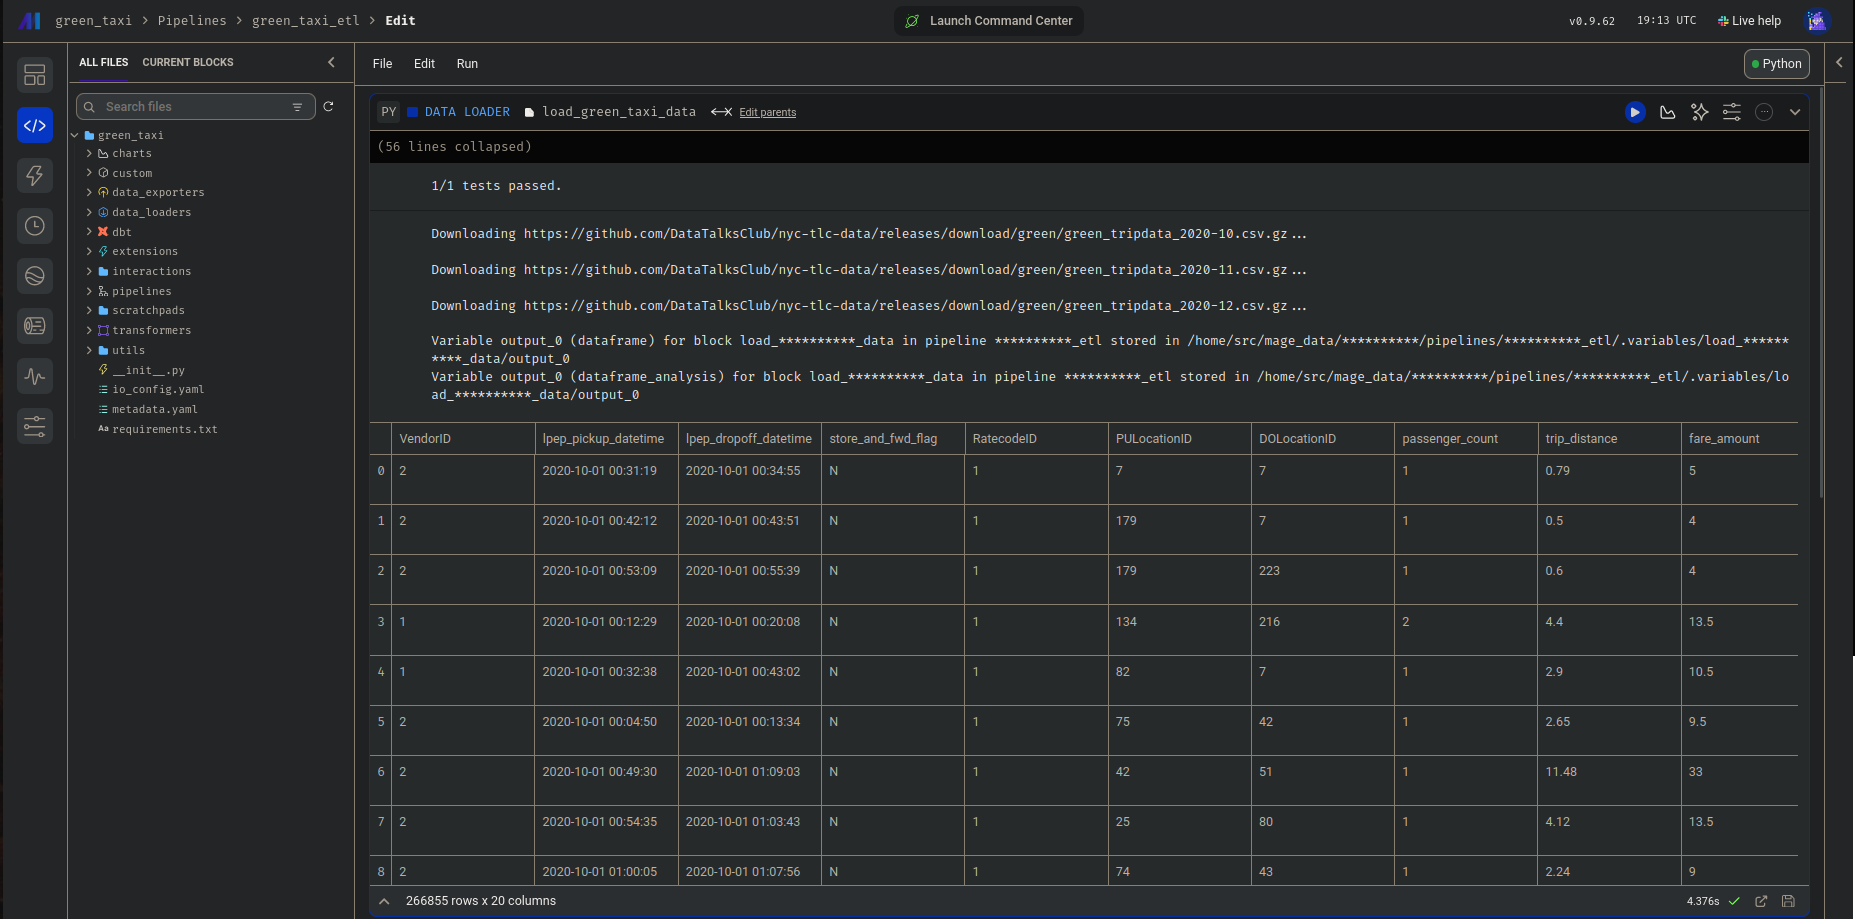 green_taxi > Pipelines > green_taxi_etl > Edit
Launch Command Center
v0.9.62 19:13 UTC Live help
ALL FILES CURRENT BLOCKS
File Edit Run
Python
Search files
green_taxi
charts
custom
data_exporters
data_loaders
dbt
extensions
interactions
pipelines
scratchpads
transformers
utils
__init__.py
io_config.yaml
metadata.yaml
Aa requirements.txt
PY DATA LOADER load_green_taxi_data Edit parents
(56 lines collapsed)
1/1 tests passed.
Downloading https://github.com/DataTalksClub/nyc-tlc-data/releases/download/green/green_tripdata_2020-10.csv.gz...
Downloading https://github.com/DataTalksClub/nyc-tlc-data/releases/download/green/green_tripdata_2020-11.csv.gz...
Downloading https://github.com/DataTalksClub/nyc-tlc-data/releases/download/green/green_tripdata_2020-12.csv.gz...
Variable output_0 (dataframe) for block load_**********_data in pipeline **********_etl stored in /home/src/mage_data/**********/pipelines/**********_etl/.variables/load_******
****_data/output_0
Variable output_0 (dataframe_analysis) for block load_**********_data in pipeline **********_etl stored in /home/src/mage_data/**********/pipelines/**********_etl/.variables/lo
ad_**********_data/output_0
VendorID lpep_pickup_datetime lpep_dropoff_datetime store_and_fwd_flag RatecodeID PULocationID DOLocationID passenger_count trip_distance fare_amount
0 2 2020-10-01 00:31:19 2020-10-01 00:34:55 N 1 7 7 1 0.79 5
1 2 2020-10-01 00:42:12 2020-10-01 00:43:51 N 1 179 7 1 0.5 4
2 2 2020-10-01 00:53:09 2020-10-01 00:55:39 N 1 179 223 1 0.6 4
3 1 2020-10-01 00:12:29 2020-10-01 00:20:08 N 1 134 216 2 4.4 13.5
4 1 2020-10-01 00:32:38 2020-10-01 00:43:02 N 1 82 7 1 2.9 10.5
5 2 2020-10-01 00:04:50 2020-10-01 00:13:34 N 1 75 42 1 2.65 9.5
6 2 2020-10-01 00:49:30 2020-10-01 01:09:03 N 1 42 51 1 11.48 33
7 2 2020-10-01 00:54:35 2020-10-01 01:03:43 N 1 25 80 1 4.12 13.5
8 2 2020-10-01 01:00:05 2020-10-01 01:07:56 N 1 74 43 1 2.24 9
266855 rows x 20 columns
4.376s